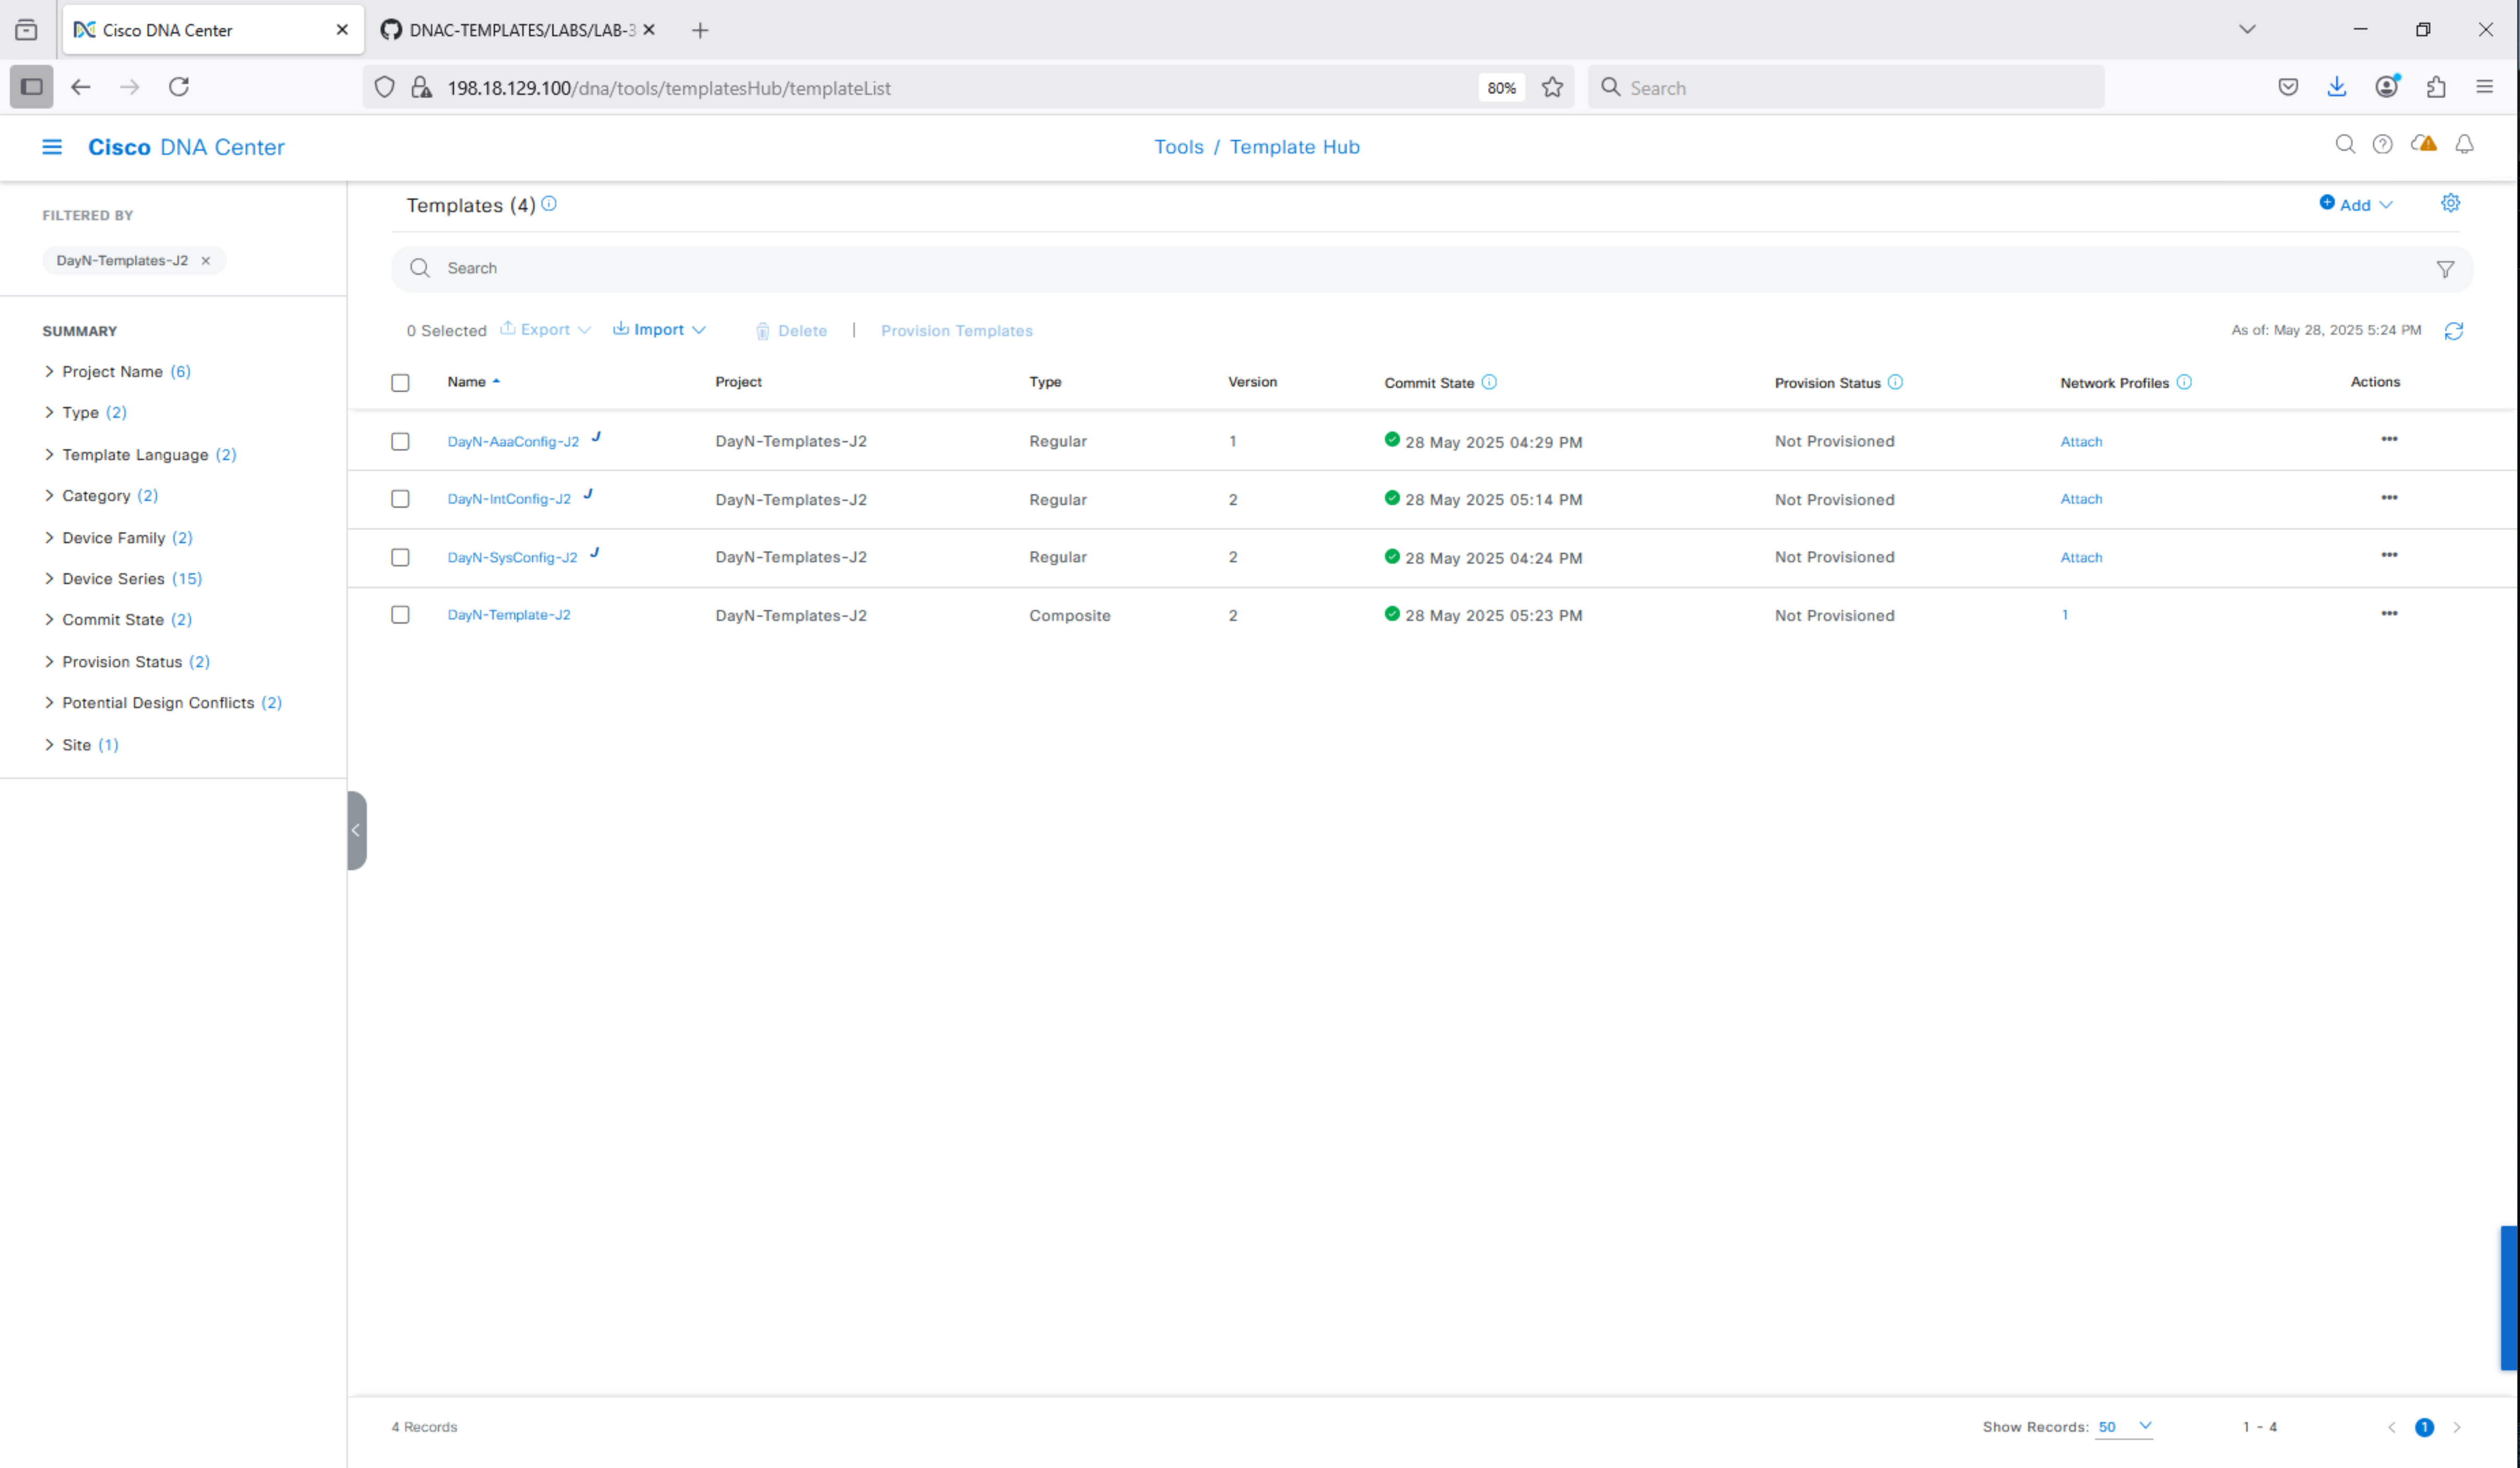 Cisco DNA Center
DNAC-TEMPLATES/LABS/LAB-3
198.18.129.100/dna/tools/templatesHub/templateList
80%
Search
Cisco DNA Center
Tools / Template Hub
FILTERED BY
DayN-Templates-J2
SUMMARY
Project Name (6)
Type (2)
Template Language (2)
Category (2)
Device Family (2)
Device Series (15)
Commit State (2)
Provision Status (2)
Potential Design Conflicts (2)
Site (1)
Templates (4)
Add
Search
0 Selected Export Import Delete | Provision Templates As of: May 28, 2025 5:24 PM
Name Project Type Version Commit State Provision Status Network Profiles Actions
DayN-AaaConfig-J2 J DayN-Templates-J2 Regular 1 28 May 2025 04:29 PM Not Provisioned Attach •••
DayN-IntConfig-J2 J DayN-Templates-J2 Regular 2 28 May 2025 05:14 PM Not Provisioned Attach •••
DayN-SysConfig-J2 J DayN-Templates-J2 Regular 2 28 May 2025 04:24 PM Not Provisioned Attach •••
DayN-Template-J2 DayN-Templates-J2 Composite 2 28 May 2025 05:23 PM Not Provisioned 1 •••
4 Records Show Records: 50 1 - 4 1